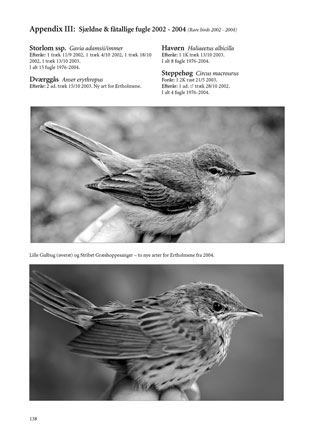 Appendix III: Sjældne & fåtallige fugle 2002 - 2004 (Rare birds 2002 - 2004)
Storlom ssp. Gavia adamsii/immer
Efterår: 1 træk 11/9 2002, 1 træk 4/10 2002, 1 træk 18/10
2002, 1 træk 13/10 2003.
I alt 15 fugle 1976-2004.
Dværggås Anser erythropus
Efterår: 2 ad. træk 15/10 2003. Ny art for Ertholmene.
Havørn Haliaeetus albicilla
Efterår: 1 1K træk 13/10 2003.
I alt 8 fugle 1976-2004.
Steppehøg Circus macrourus
Forår: 1 2K rast 21/5 2003.
Efterår: 1 ad. ♂ træk 28/10 2002.
I alt 4 fugle 1976-2004.
Lille Gulbug (øverst) og Stribet Græshoppesanger – to nye arter for Ertholmene fra 2004.
138